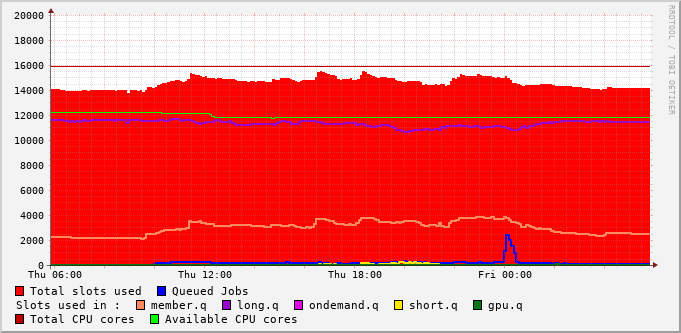 RRDTOOL / TOBI OETIKER
20000
18000
16000
14000
12000
10000
8000
6000
4000
2000
0
Thu 06:00 Thu 12:00 Thu 18:00 Fri 00:00
Total slots used Queued Jobs
Slots used in : member.q long.q ondemand.q short.q gpu.q
Total CPU cores Available CPU cores